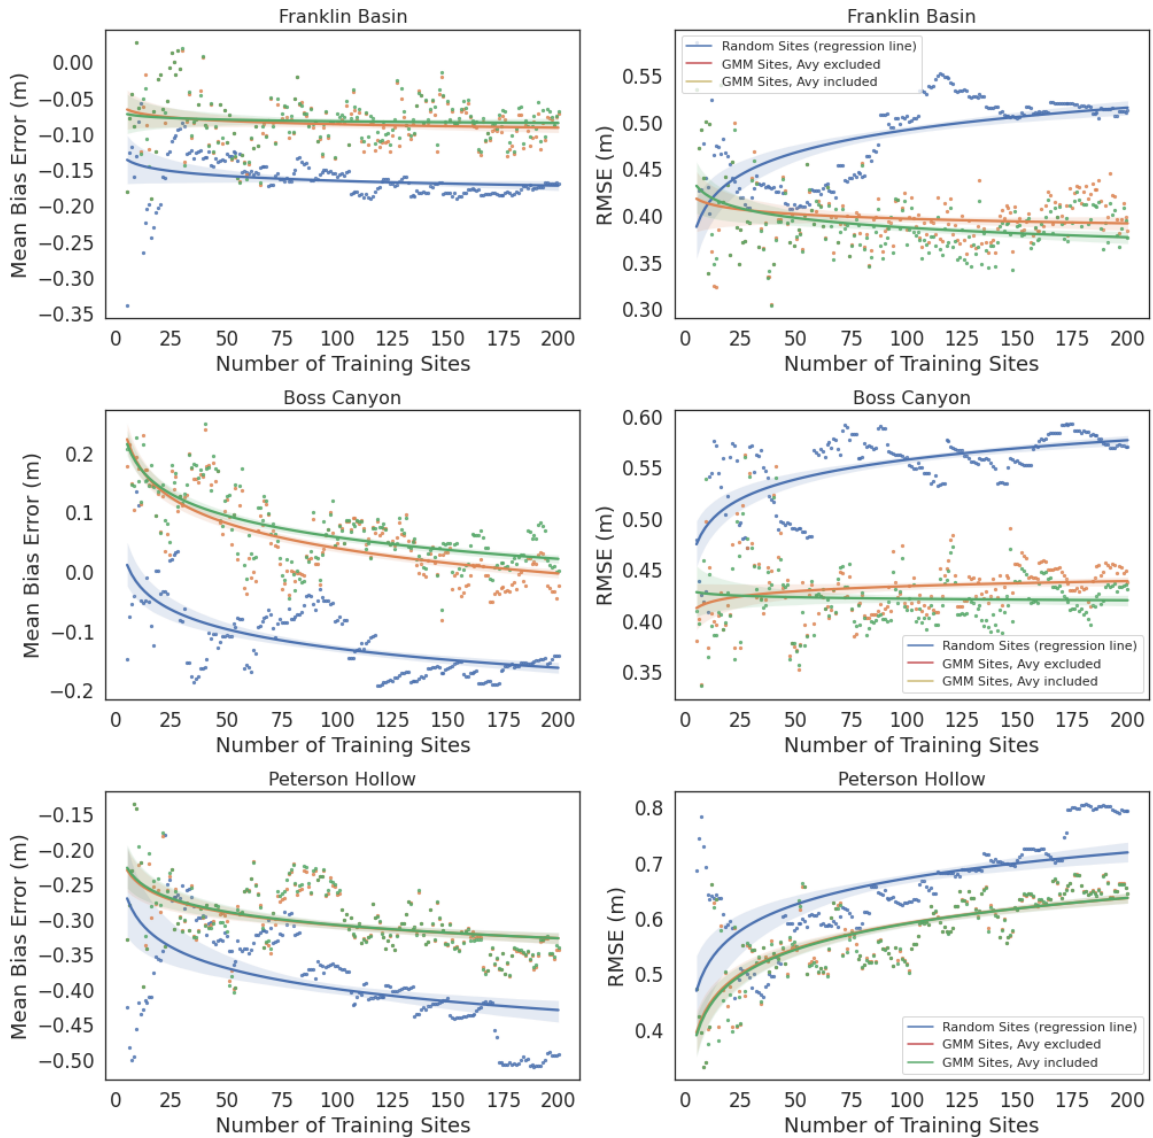 Franklin Basin
Mean Bias Error (m)
0.00
−0.05
−0.10
−0.15
−0.20
−0.25
−0.30
−0.35
0 25 50 75 100 125 150 175 200
Number of Training Sites
Franklin Basin
RMSE (m)
0.55
0.50
0.45
0.40
0.35
0.30
Random Sites (regression line)
GMM Sites, Avy excluded
GMM Sites, Avy included
0 25 50 75 100 125 150 175 200
Number of Training Sites
Boss Canyon
Mean Bias Error (m)
0.2
0.1
0.0
−0.1
−0.2
0 25 50 75 100 125 150 175 200
Number of Training Sites
Boss Canyon
RMSE (m)
0.60
0.55
0.50
0.45
0.40
0.35
Random Sites (regression line)
GMM Sites, Avy excluded
GMM Sites, Avy included
0 25 50 75 100 125 150 175 200
Number of Training Sites
Peterson Hollow
Mean Bias Error (m)
−0.15
−0.20
−0.25
−0.30
−0.35
−0.40
−0.45
−0.50
0 25 50 75 100 125 150 175 200
Number of Training Sites
Peterson Hollow
RMSE (m)
0.8
0.7
0.6
0.5
0.4
Random Sites (regression line)
GMM Sites, Avy excluded
GMM Sites, Avy included
0 25 50 75 100 125 150 175 200
Number of Training Sites